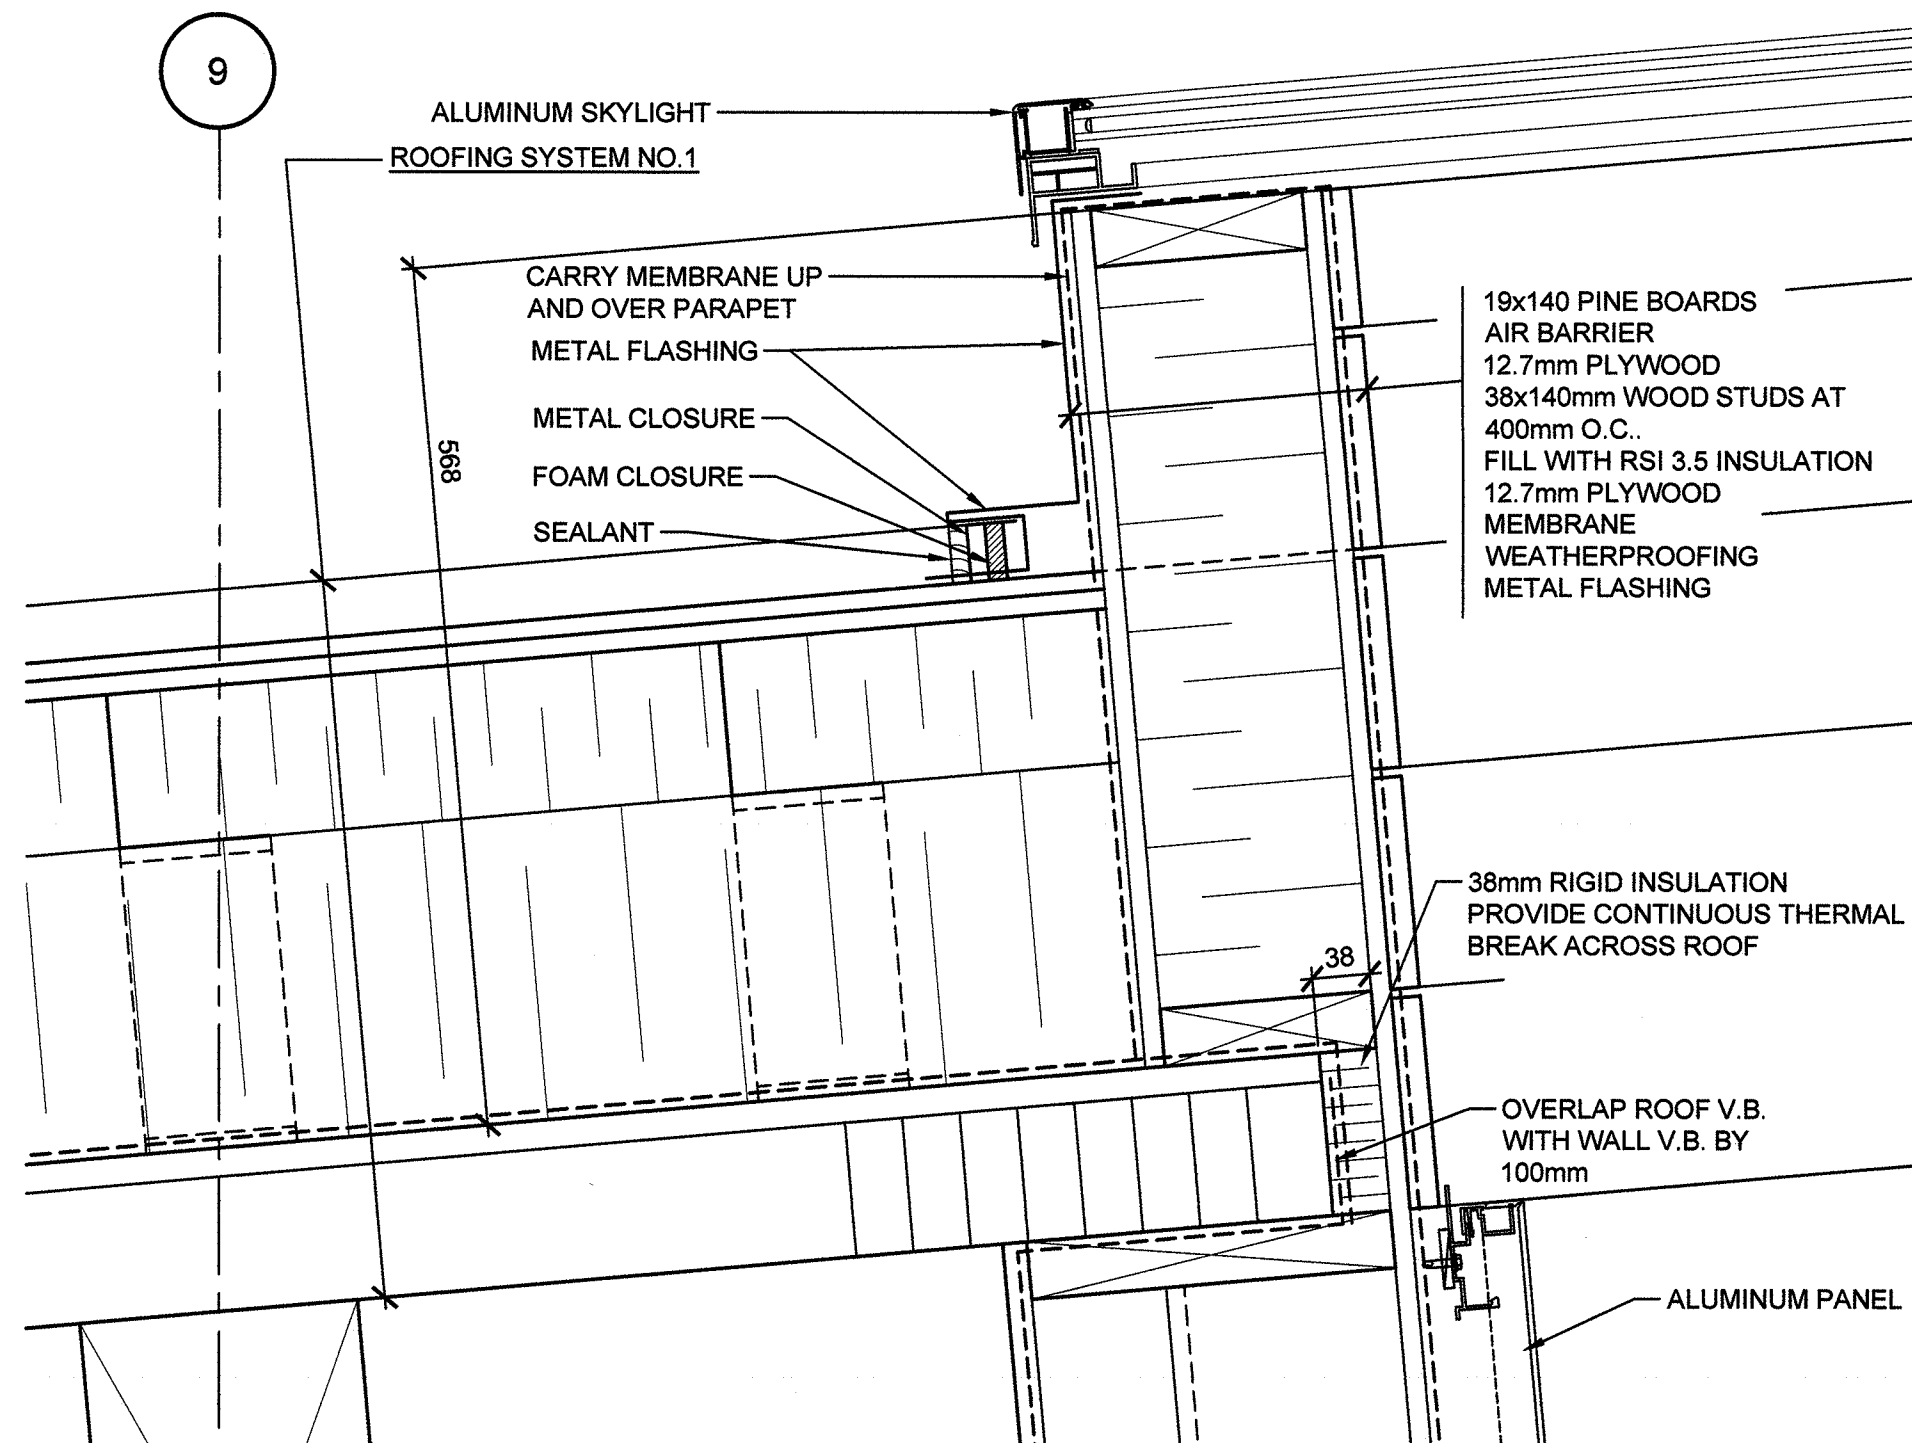 9
ALUMINUM SKYLIGHT
ROOFING SYSTEM NO.1
CARRY MEMBRANE UP
AND OVER PARAPET
METAL FLASHING
METAL CLOSURE
FOAM CLOSURE
SEALANT
568
19x140 PINE BOARDS
AIR BARRIER
12.7mm PLYWOOD
38x140mm WOOD STUDS AT
400mm O.C..
FILL WITH RSI 3.5 INSULATION
12.7mm PLYWOOD
MEMBRANE
WEATHERPROOFING
METAL FLASHING
38mm RIGID INSULATION
PROVIDE CONTINUOUS THERMAL
BREAK ACROSS ROOF
38
OVERLAP ROOF V.B.
WITH WALL V.B. BY
100mm
ALUMINUM PANEL